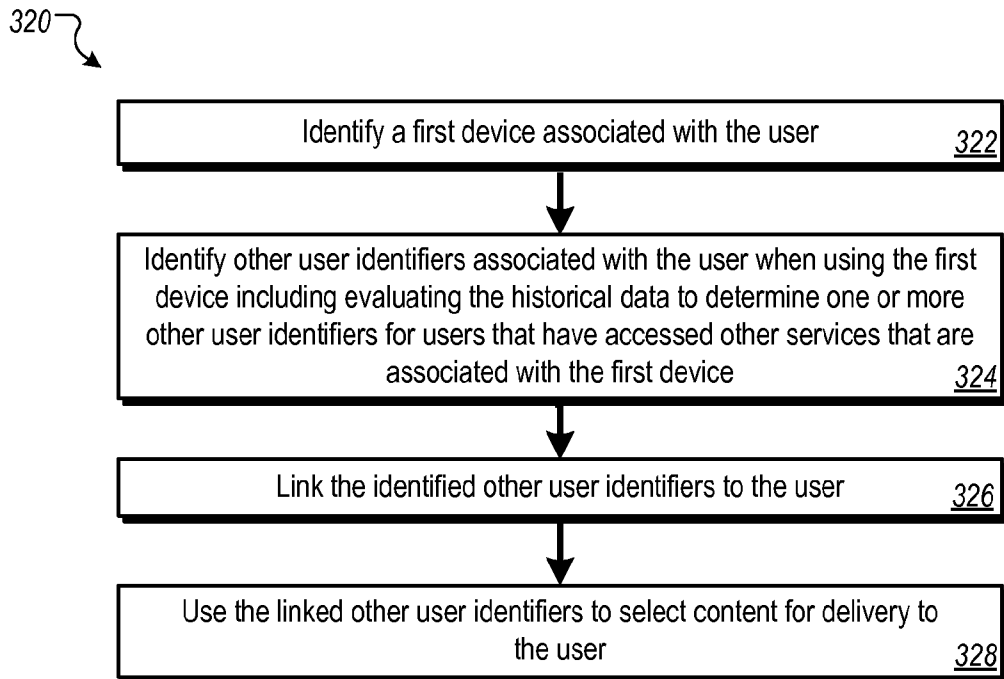 320
Identify a first device associated with the user
322
Identify other user identifiers associated with the user when using the first
device including evaluating the historical data to determine one or more
other user identifiers for users that have accessed other services that are
associated with the first device
324
Link the identified other user identifiers to the user
326
Use the linked other user identifiers to select content for delivery to
the user
328